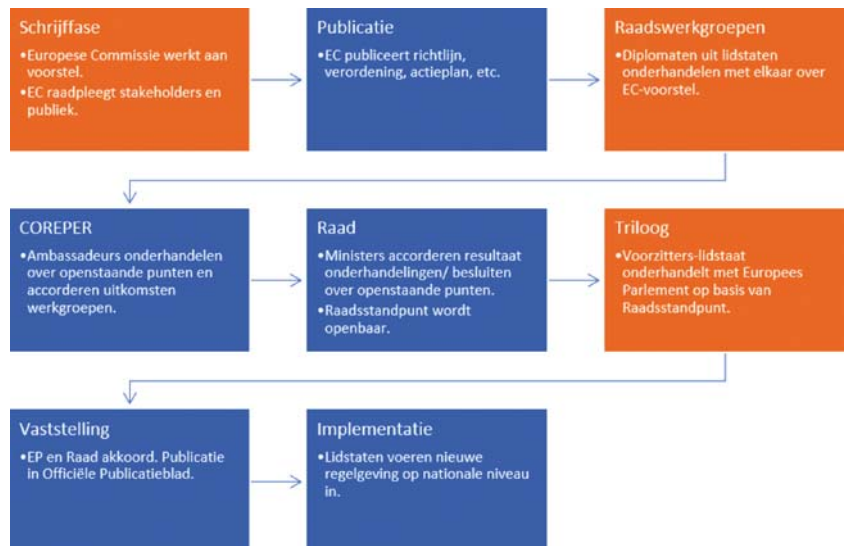 Schrijffase
•Europese Commissie werkt aan
voorstel.
•EC raadpleegt stakeholders en
publiek.
Publicatie
•EC publiceert richtlijn,
verordening, actieplan, etc.
Raadswerkgroepen
•Diplomaten uit lidstaten
onderhandelen met elkaar over
EC-voorstel.
COREPER
•Ambassadeurs onderhandelen
over openstaande punten en
accorderen uitkomsten
werkgroepen.
Raad
•Ministers accorderen resultaat
onderhandelingen/ besluiten
over openstaande punten.
•Raadsstandpunt wordt
openbaar.
Triloog
•Voorzitters-lidstaat
onderhandelt met Europees
Parlement op basis van
Raadsstandpunt.
Vaststelling
•EP en Raad akkoord. Publicatie
in Officiële Publicatieblad.
Implementatie
•Lidstaten voeren nieuwe
regelgeving op nationale niveau
in.